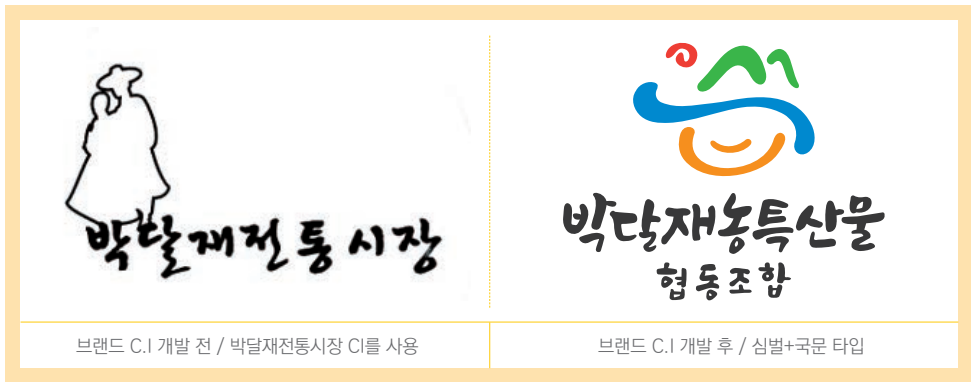 박달재전통시장
박달재농특산물
협동조합
브랜드 C.I 개발 전 / 박달재전통시장 CI를 사용
브랜드 C.I 개발 후 / 심벌+국문 타입